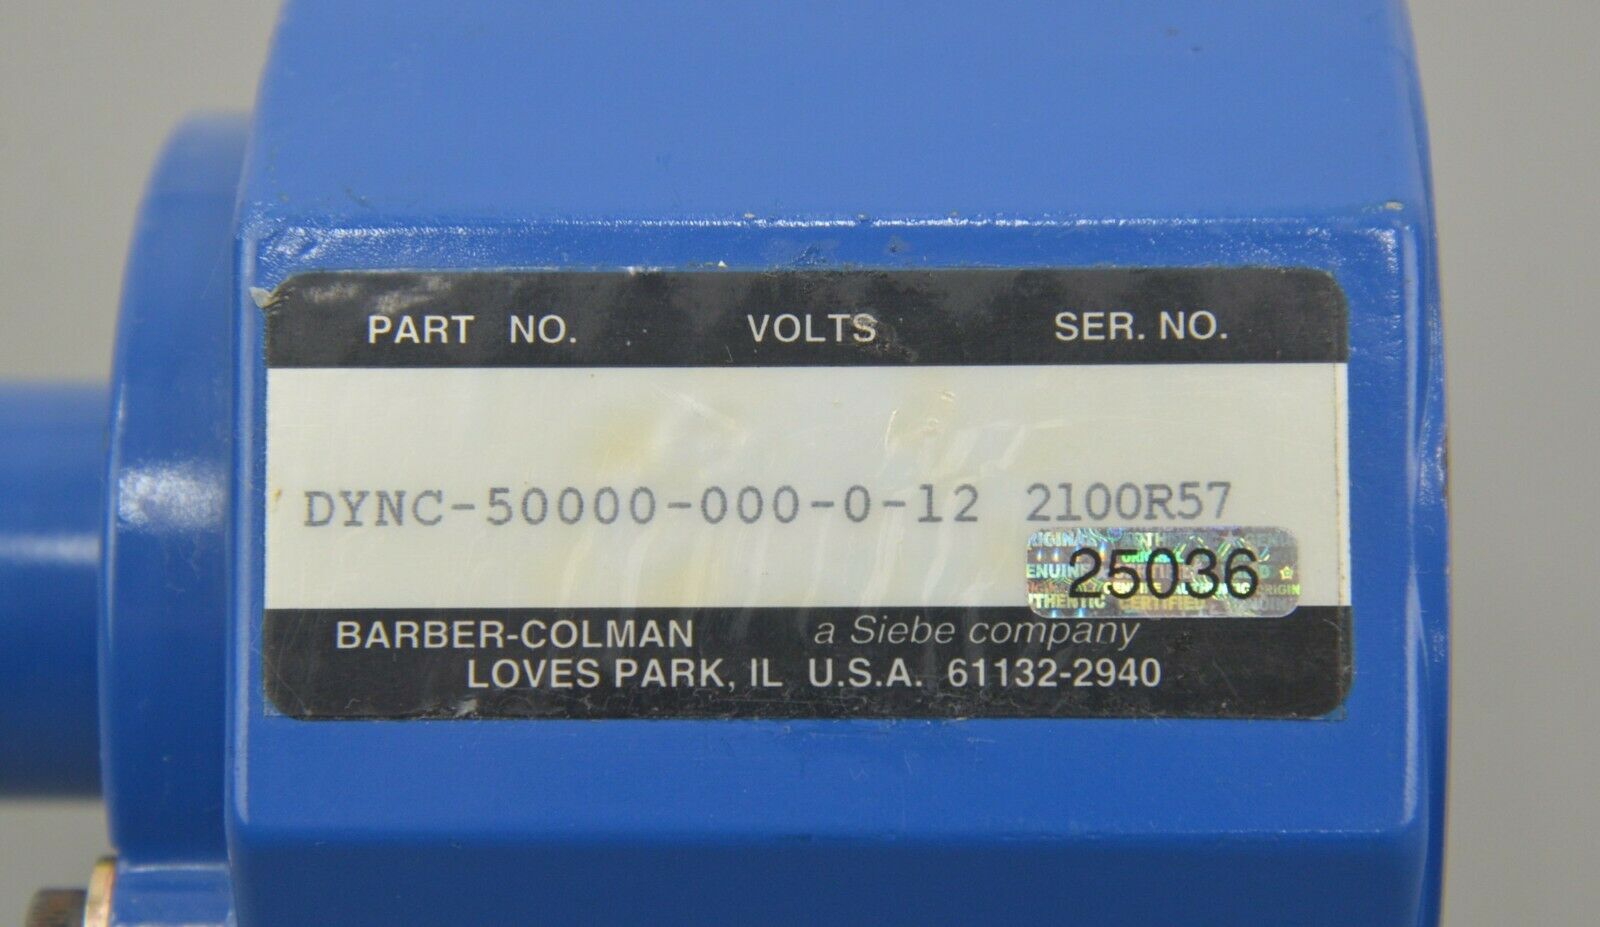 PART NO. VOLTS SER. NO.
DYNC-50000-000-0-12 2100R57
25036
BARBER-COLMAN a Siebe company
LOVES PARK, IL U.S.A. 61132-2940